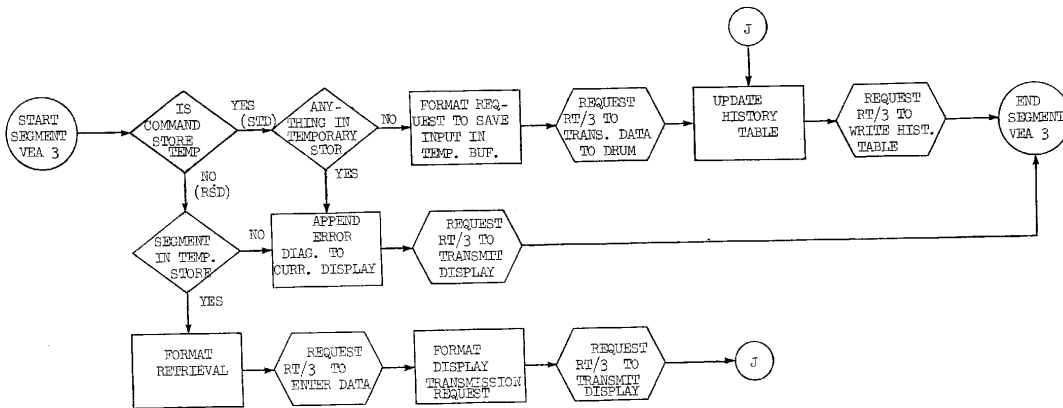 J
START
SEGMENT
VEA 3
IS
COMMAND
STORE
TEMP
YES
(STD)
ANY-
THING IN
TEMPORARY
STOR.
NO
FORMAT REQ-
UEST TO SAVE
INPUT IN
TEMP. BUF.
REQUEST
RT/3 TO
TRANS. DATA
TO DRUM
UPDATE
HISTORY
TABLE
REQUEST
RT/3 TO
WRITE HIST.
TABLE
END
SEGMENT
VEA 3
NO
(RSD)
YES
SEGMENT
IN TEMP.
STORE
NO
APPEND
ERROR
DIAG. TO
CURR. DISPLAY
REQUEST
RT/3 TO
TRANSMIT
DISPLAY
YES
FORMAT
RETRIEVAL
REQUEST
RT/3 TO
ENTER DATA
FORMAT
DISPLAY
TRANSMISSION
REQUEST
REQUEST
RT/3 TO
TRANSMIT
DISPLAY
J